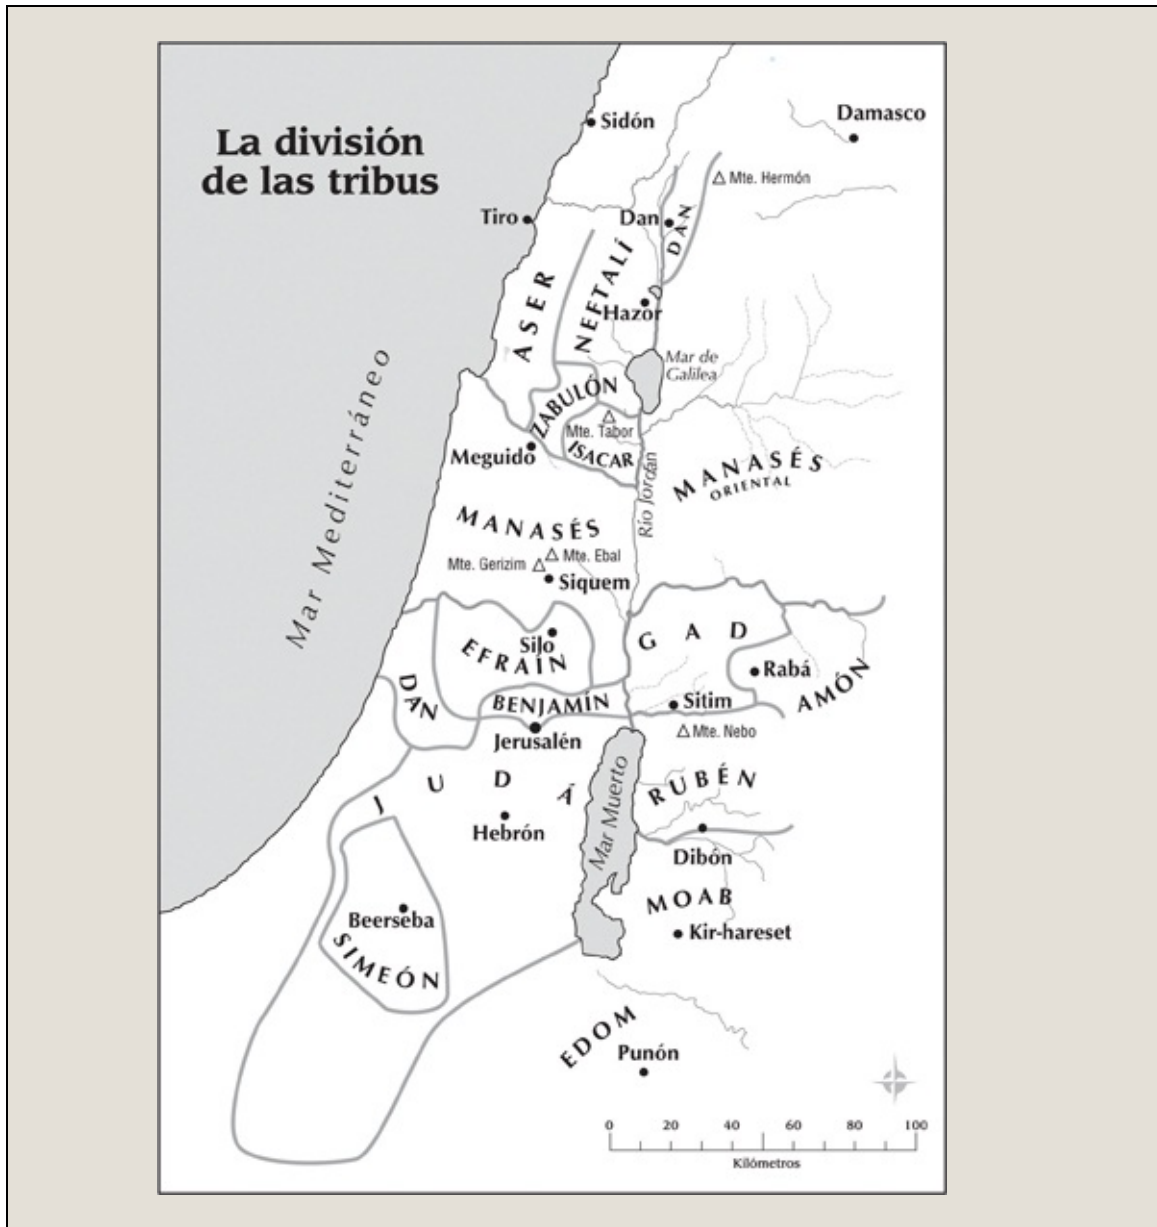 La división
de las tribus
Sidón
Damasco
Mte. Hermón
Tiro
Dan
DAN
ASER
NEFTALÍ
Hazor
Mar de
Galilea
ZABULÓN
Mte. Tabor
ISACAR
Meguido
Mar Mediterráneo
Río Jordán
MANASÉS
ORIENTAL
MANASÉS
Mte. Ebal
Mte. Gerizim
Siquem
GAD
Silo
EFRAÍN
Rabá
AMÓN
DAN
BENJAMÍN
Sitim
Mte. Nebo
Jerusalén
JUDÁ
RUBÉN
Mar Muerto
Hebrón
Dibón
MOAB
Beerseba
Kir-hareset
SIMEÓN
EDOM
Punón
0 20 40 60 80 100
Kilómetros